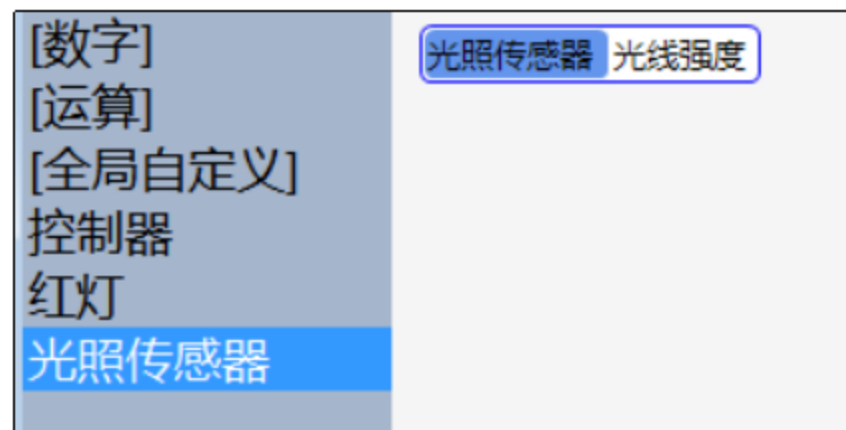 [数字]
[运算]
[全局自定义]
控制器
红灯
光照传感器
光照传感器 光线强度